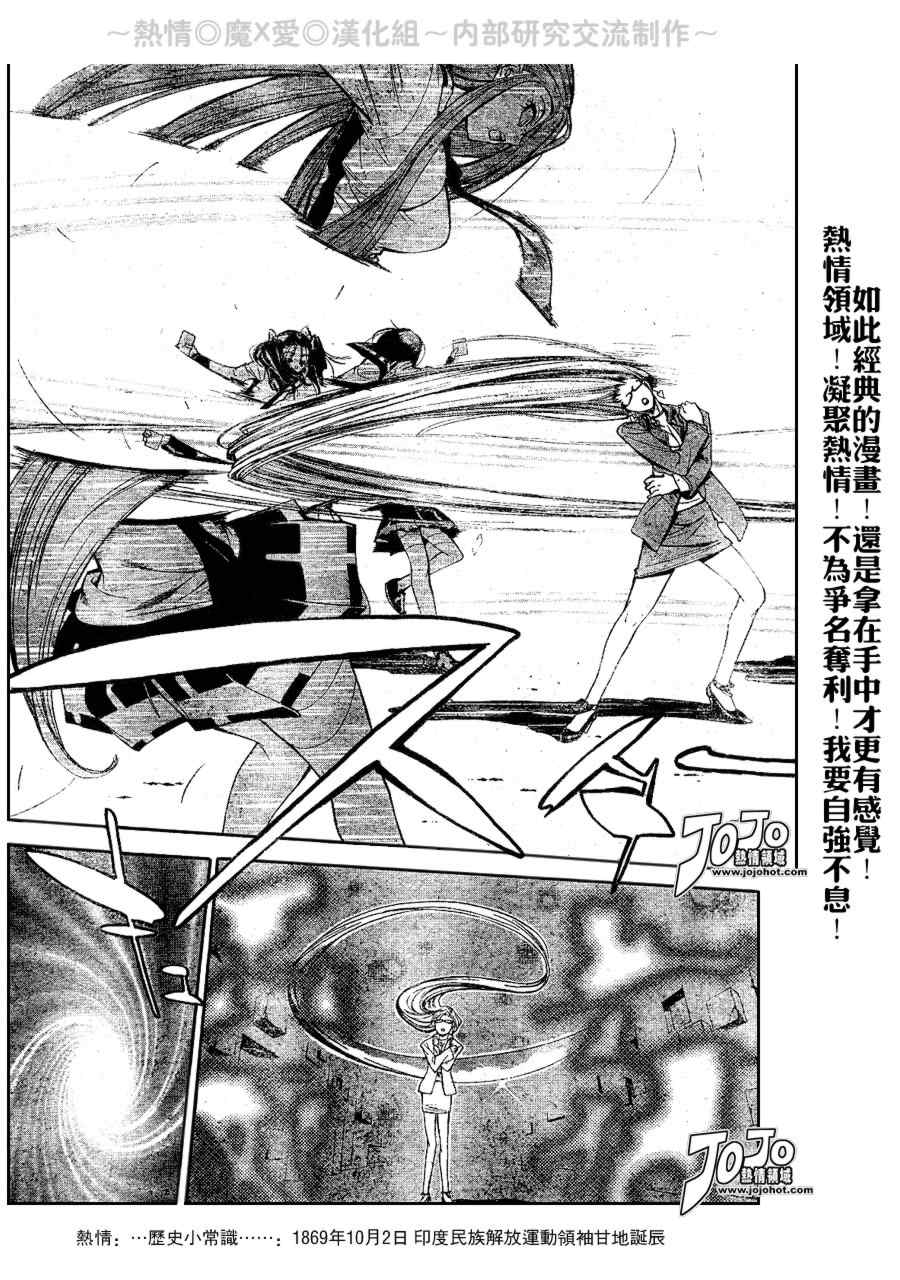 ～熱情◎魔X愛◎漢化組～內部研究交流制作～
如此經典的漫畫！還是拿在手中才更有感覺！
熱情領域！凝聚熱情！不為爭名奪利！我要自強不息！
JOJO
熱情領域
www.jojohot.com
JOJO
熱情領域
www.jojohot.com
熱情：…歷史小常識……：1869年10月2日 印度民族解放運動領袖甘地誕辰